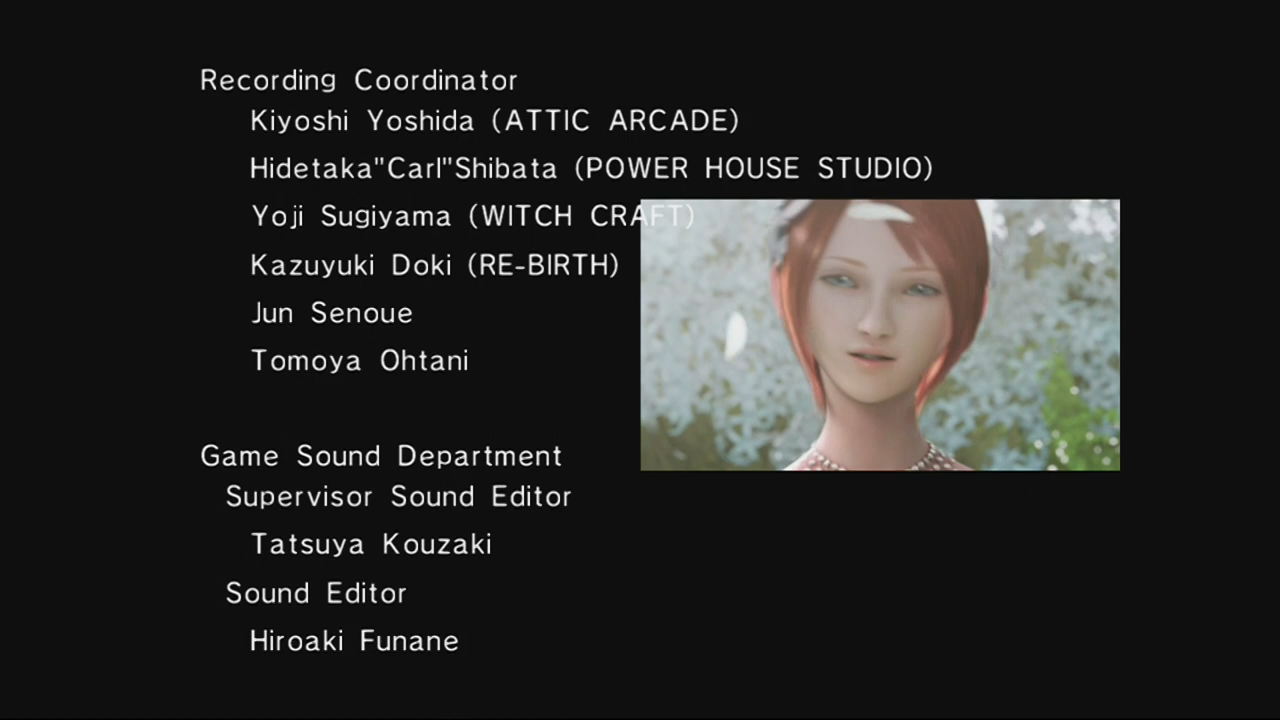 Recording Coordinator
Kiyoshi Yoshida (ATTIC ARCADE)
Hidetaka"Carl"Shibata (POWER HOUSE STUDIO)
Yoji Sugiyama (WITCH CRAFT)
Kazuyuki Doki (RE-BIRTH)
Jun Senoue
Tomoya Ohtani
Game Sound Department
Supervisor Sound Editor
Tatsuya Kouzaki
Sound Editor
Hiroaki Funane